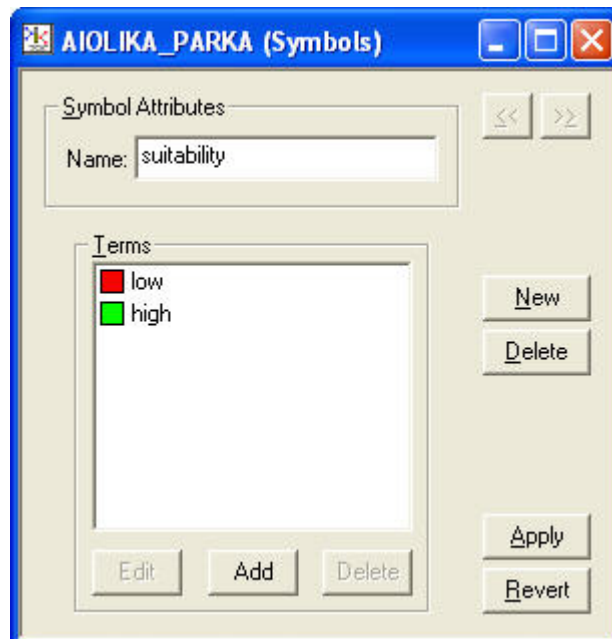 AIOLIKA_PARKA (Symbols)
Symbol Attributes
<< >>
Name: suitability
Terms
low
high
New
Delete
Apply
Edit Add Delete
Revert